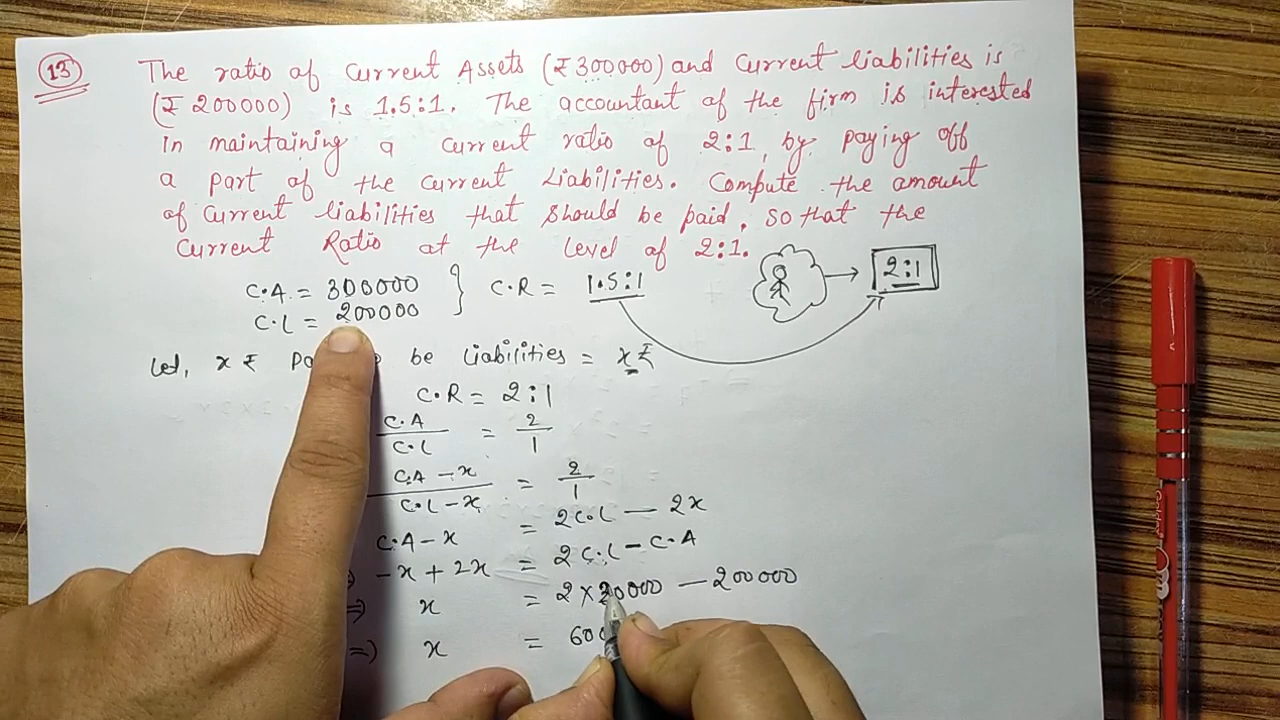 13
The ratio of Current Assets (₹ 300000) and Current liabilities is
(₹ 200000) is 1.5:1. The accountant of the firm is interested
in maintaining a current ratio of 2:1, by paying off
a part of the current Liabilities. Compute the amount
of Current liabilities that should be paid, so that the
Current Ratio at the level of 2:1.
C.A = 300000 } C.R = 1.5:1 → 2:1
C.L = 200000
Let, x ₹ be liabilities = x ₹
C.R = 2:1
C.A / C.L = 2/1
C.A - x / C.L - x = 2/1
C.A - x = 2C.L - 2x
-x + 2x = 2C.L - C.A
⇒ x = 2 × - 200000
⇒ x =